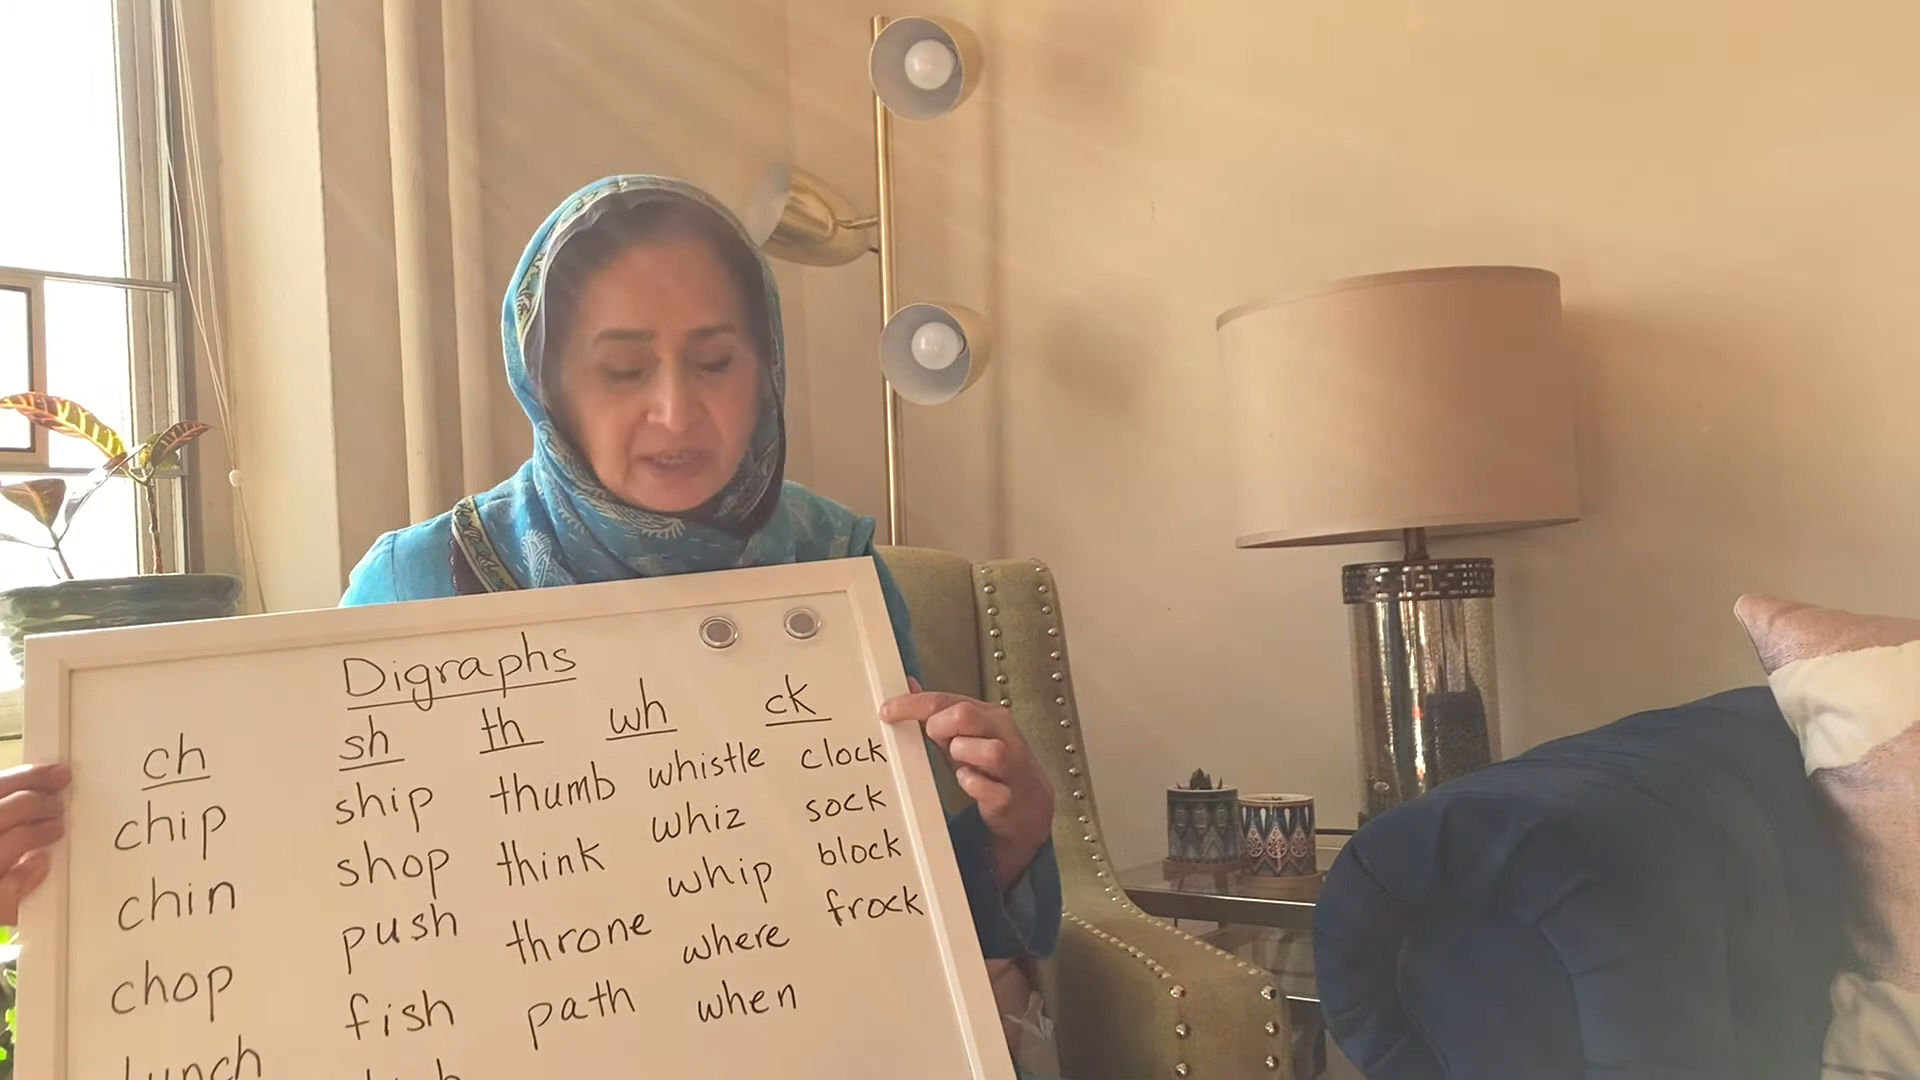 Digraphs
ch sh th wh ck
chip ship thumb whistle clock
chin shop think whiz sock
chop push throne whip block
lunch fish path where frock
when